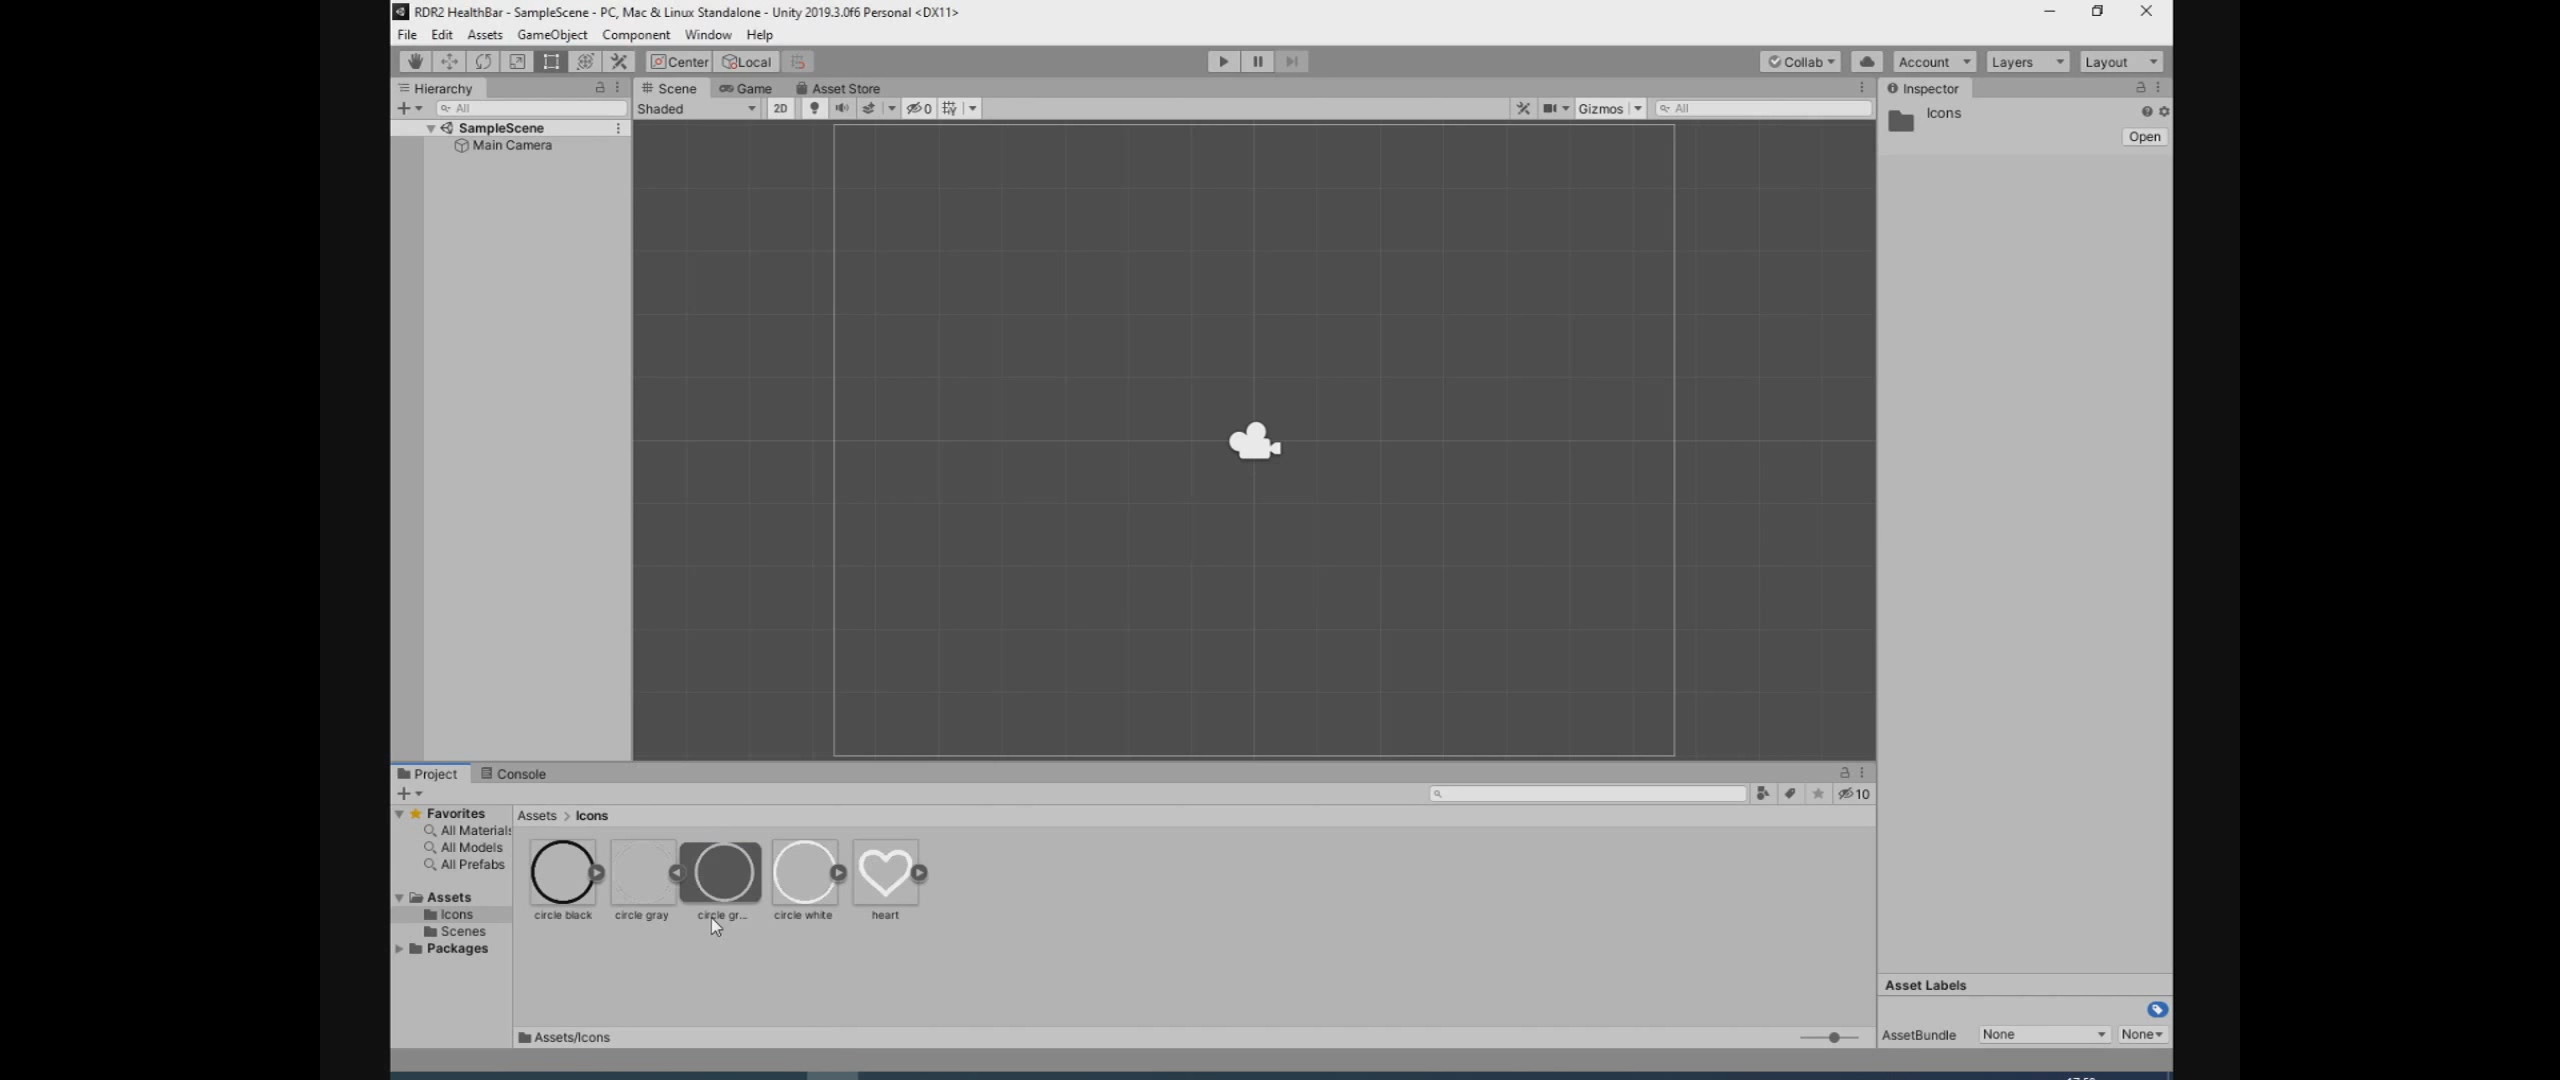 RDR2 HealthBar - SampleScene - PC, Mac & Linux Standalone - Unity 2019.3.0f6 Personal <DX11>
File Edit Assets GameObject Component Window Help
Center Local Collab Account Layers Layout
Hierarchy Scene Game Asset Store Inspector
All Shaded 2D 0 Gizmos All Icons
SampleScene Open
Main Camera
Project Console
10
Favorites Assets > Icons
All Materials
All Models
All Prefabs
Assets circle black circle gray circle gr... circle white heart
Icons
Scenes
Packages
Asset Labels
Assets/Icons AssetBundle None None